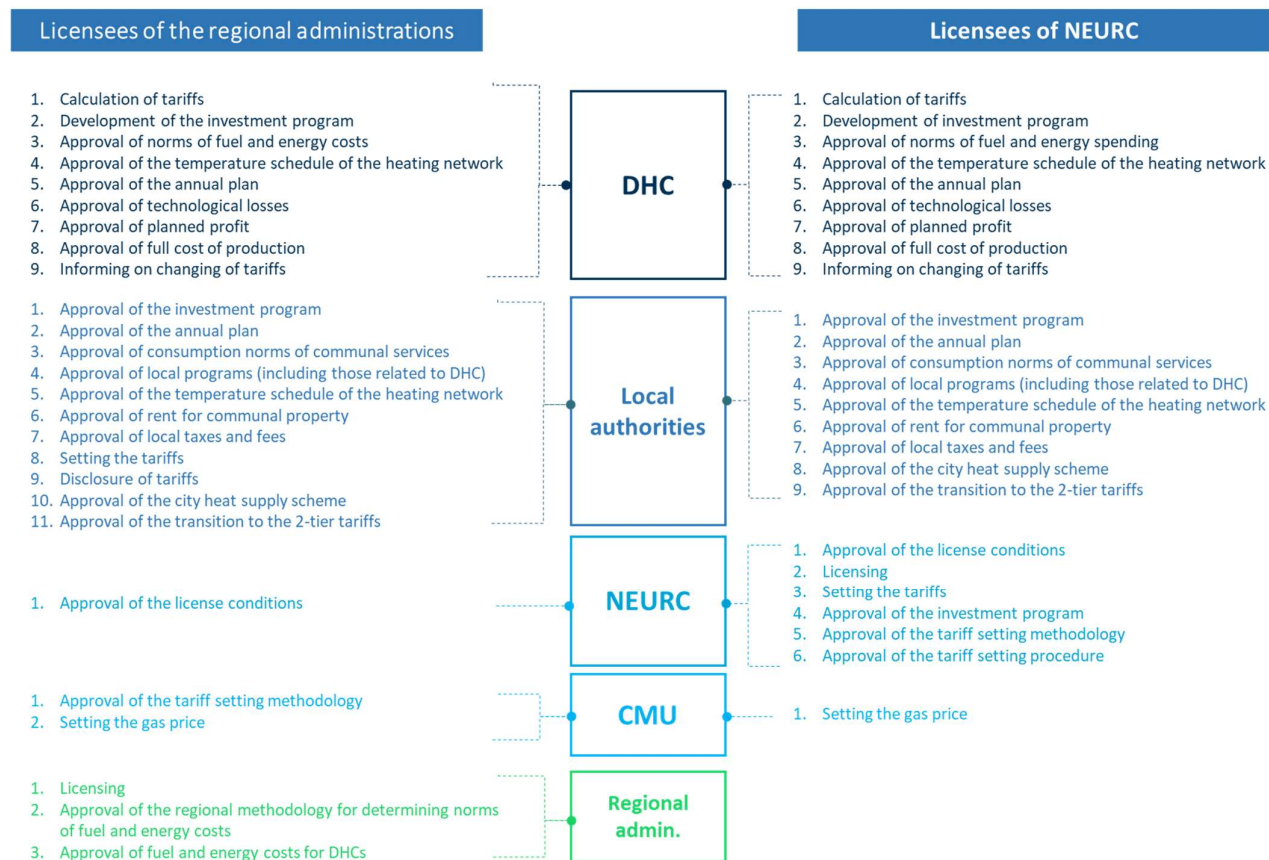 Licensees of the regional administrations
Licensees of NEURC
1. Calculation of tariffs
2. Development of the investment program
3. Approval of norms of fuel and energy costs
4. Approval of the temperature schedule of the heating network
5. Approval of the annual plan
6. Approval of technological losses
7. Approval of planned profit
8. Approval of full cost of production
9. Informing on changing of tariffs
DHC
1. Calculation of tariffs
2. Development of investment program
3. Approval of norms of fuel and energy spending
4. Approval of the temperature schedule of the heating network
5. Approval of the annual plan
6. Approval of technological losses
7. Approval of planned profit
8. Approval of full cost of production
9. Informing on changing of tariffs
1. Approval of the investment program
2. Approval of the annual plan
3. Approval of consumption norms of communal services
4. Approval of local programs (including those related to DHC)
5. Approval of the temperature schedule of the heating network
6. Approval of rent for communal property
7. Approval of local taxes and fees
8. Setting the tariffs
9. Disclosure of tariffs
10. Approval of the city heat supply scheme
11. Approval of the transition to the 2-tier tariffs
Local
authorities
1. Approval of the investment program
2. Approval of the annual plan
3. Approval of consumption norms of communal services
4. Approval of local programs (including those related to DHC)
5. Approval of the temperature schedule of the heating network
6. Approval of rent for communal property
7. Approval of local taxes and fees
8. Approval of the city heat supply scheme
9. Approval of the transition to the 2-tier tariffs
1. Approval of the license conditions
NEURC
1. Approval of the license conditions
2. Licensing
3. Setting the tariffs
4. Approval of the investment program
5. Approval of the tariff setting methodology
6. Approval of the tariff setting procedure
1. Approval of the tariff setting methodology
2. Setting the gas price
CMU
1. Setting the gas price
1. Licensing
2. Approval of the regional methodology for determining norms
of fuel and energy costs
3. Approval of fuel and energy costs for DHCs
Regional
admin.